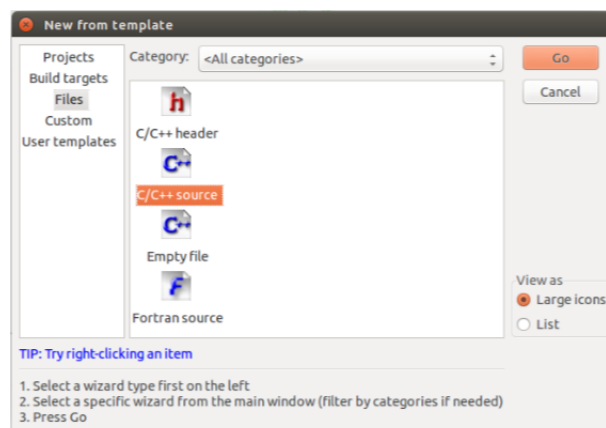 New from template
Projects
Build targets
Files
Custom
User templates
Category: <All categories>
h
C/C++ header
C++
C/C++ source
C++
Empty file
F
Fortran source
Go
Cancel
View as
Large icons
List
TIP: Try right-clicking an item
1. Select a wizard type first on the left
2. Select a specific wizard from the main window (filter by categories if needed)
3. Press Go